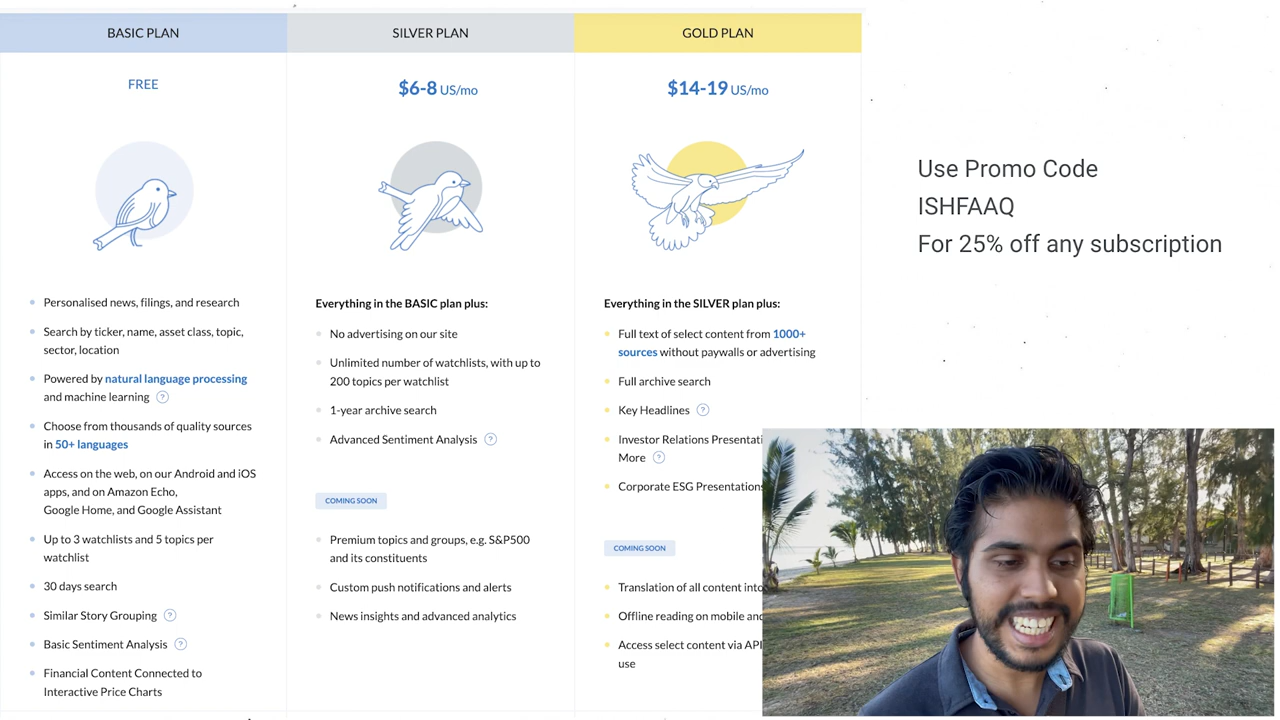 BASIC PLAN
FREE
Personalised news, filings, and research
Search by ticker, name, asset class, topic,
sector, location
Powered by natural language processing
and machine learning ?
Choose from thousands of quality sources
in 50+ languages
Access on the web, on our Android and iOS
apps, and on Amazon Echo,
Google Home, and Google Assistant
Up to 3 watchlists and 5 topics per
watchlist
30 days search
Similar Story Grouping ?
Basic Sentiment Analysis ?
Financial Content Connected to
Interactive Price Charts
SILVER PLAN
$6-8 US/mo
Everything in the BASIC plan plus:
No advertising on our site
Unlimited number of watchlists, with up to
200 topics per watchlist
1-year archive search
Advanced Sentiment Analysis ?
COMING SOON
Premium topics and groups, e.g. S&P500
and its constituents
Custom push notifications and alerts
News insights and advanced analytics
GOLD PLAN
$14-19 US/mo
Everything in the SILVER plan plus:
Full text of select content from 1000+
sources without paywalls or advertising
Full archive search
Key Headlines ?
Investor Relations Presentati
More ?
Corporate ESG Presentations
COMING SOON
Translation of all content into
Offline reading on mobile and
Access select content via API
use
Use Promo Code
ISHFAAQ
For 25% off any subscription